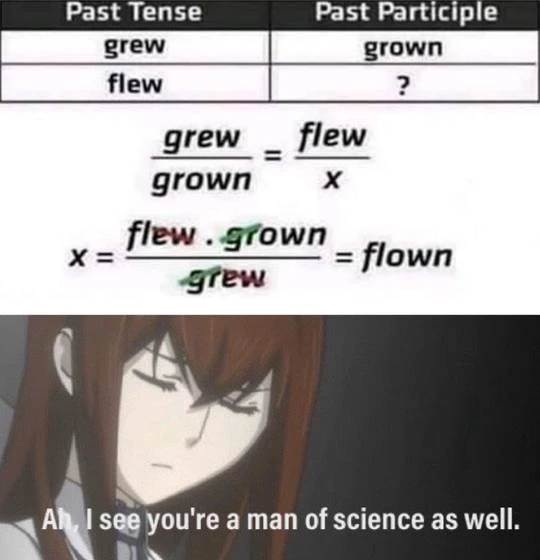 Past Tense Past Participle
grew grown
flew ?
grew = flew
grown x
x = flew . grown = flown
grew
Ah, I see you're a man of science as well.